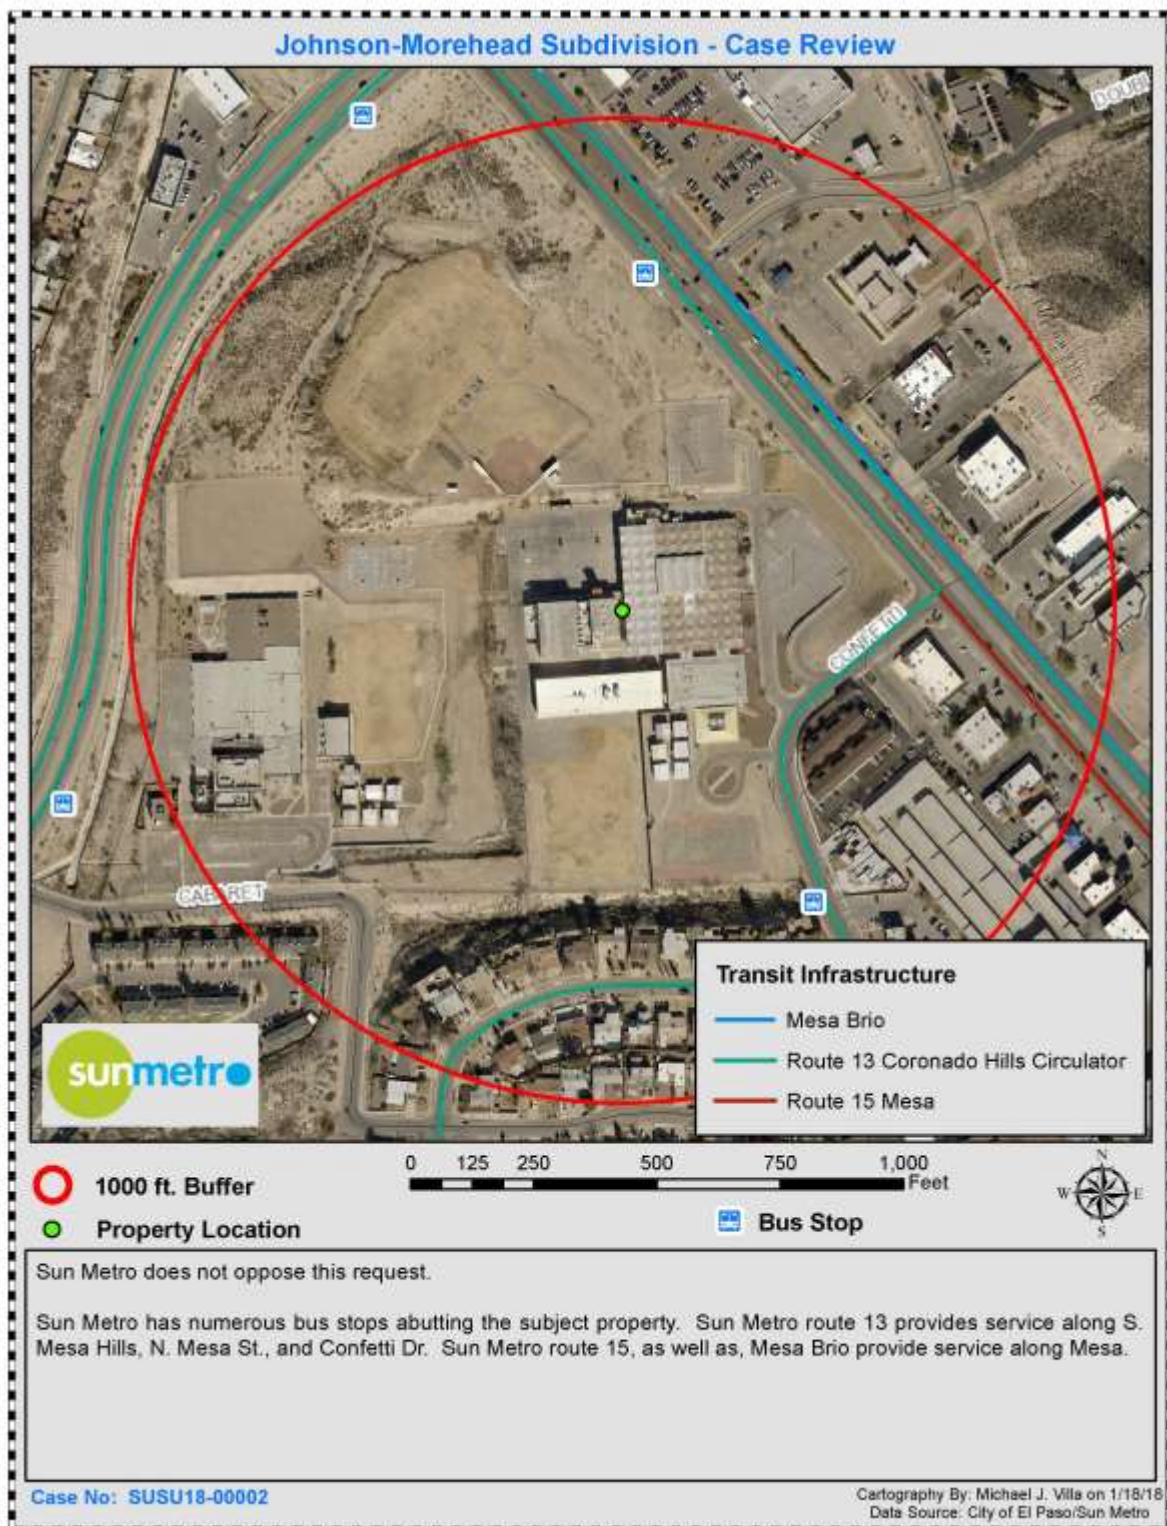 Johnson-Morehead Subdivision - Case Review
DOUBL
CONFETTI
CABARET
Transit Infrastructure
Mesa Brio
Route 13 Coronado Hills Circulator
Route 15 Mesa
sunmetro
0 125 250 500 750 1,000
Feet
N
W E
S
1000 ft. Buffer
Property Location
Bus Stop
Sun Metro does not oppose this request.
Sun Metro has numerous bus stops abutting the subject property. Sun Metro route 13 provides service along S.
Mesa Hills, N. Mesa St., and Confetti Dr. Sun Metro route 15, as well as, Mesa Brio provide service along Mesa.
Case No: SUSU18-00002
Cartography By: Michael J. Villa on 1/18/18
Data Source: City of El Paso/Sun Metro